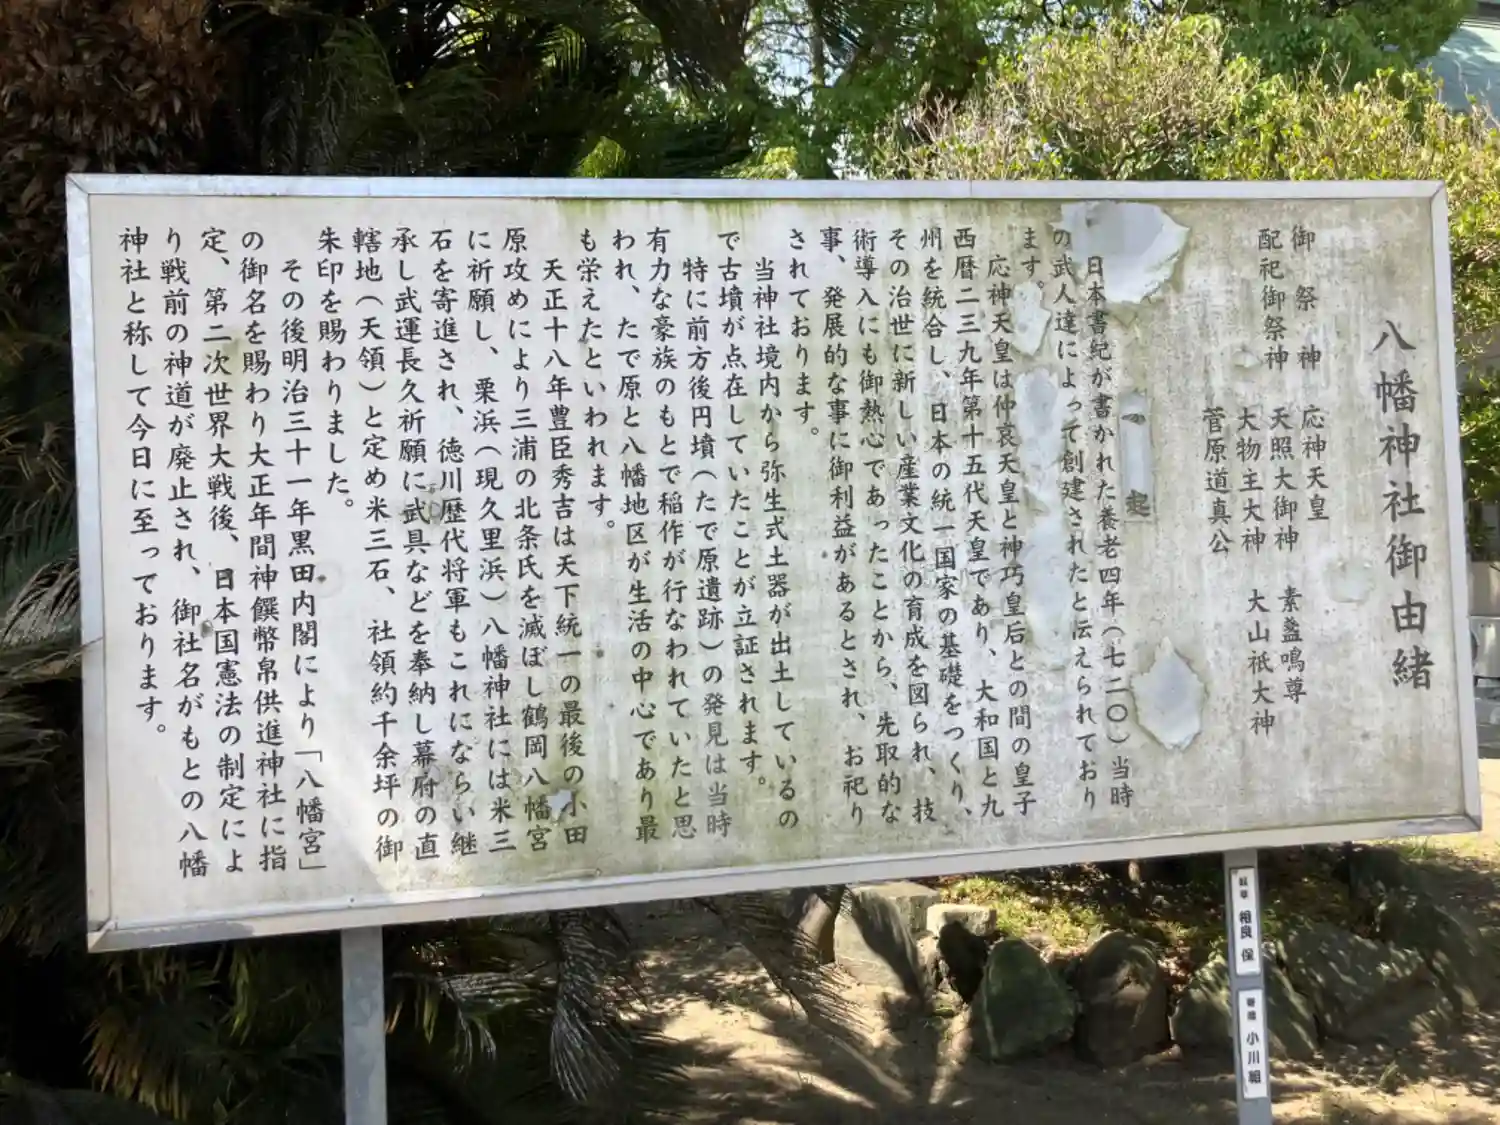 八幡神社御由緒
御祭神 応神天皇 素盞鳴尊
配祀御祭神 天照大御神
大物主大神 大山祇大神
菅原道真公
起
日本書紀が書かれた養老四年(七二〇)当時
の武人達によって創建されたと伝えられており
ます。
応神天皇は仲哀天皇と神巧皇后との間の皇子
西暦二三九年第十五代天皇であり、大和国と九
州を統合し、日本の統一国家の基礎をつくり、
その治世に新しい産業文化の育成を図られ、技
術導入にも御熱心であったことから、先取的な
事、発展的な事に御利益があるとされ、お祀り
されております。
当神社境内から弥生式土器が出土しているの
で古墳が点在していたことが立証されます。
特に前方後円墳(たで原遺跡)の発見は当時
有力な豪族のもとで稲作が行なわれていたと思
われ、たで原と八幡地区が生活の中心であり最
も栄えたといわれます。
天正十八年豊臣秀吉は天下統一の最後の小田
原攻めにより三浦の北条氏を滅ぼし鶴岡八幡宮
に祈願し、栗浜(現久里浜)八幡神社には米三
石を寄進され、徳川歴代将軍もこれにならい継
承し武運長久祈願に武具などを奉納し幕府の直
轄地(天領)と定め米三石、社領約千余坪の御
朱印を賜わりました。
その後明治三十一年黒田内閣により「八幡宮」
の御名を賜わり大正年間神饌幣帛供進神社に指
定、第二次世界大戦後、日本国憲法の制定によ
り戦前の神道が廃止され、御社名がもとの八幡
神社と称して今日に至っております。
相良 保
小川 組